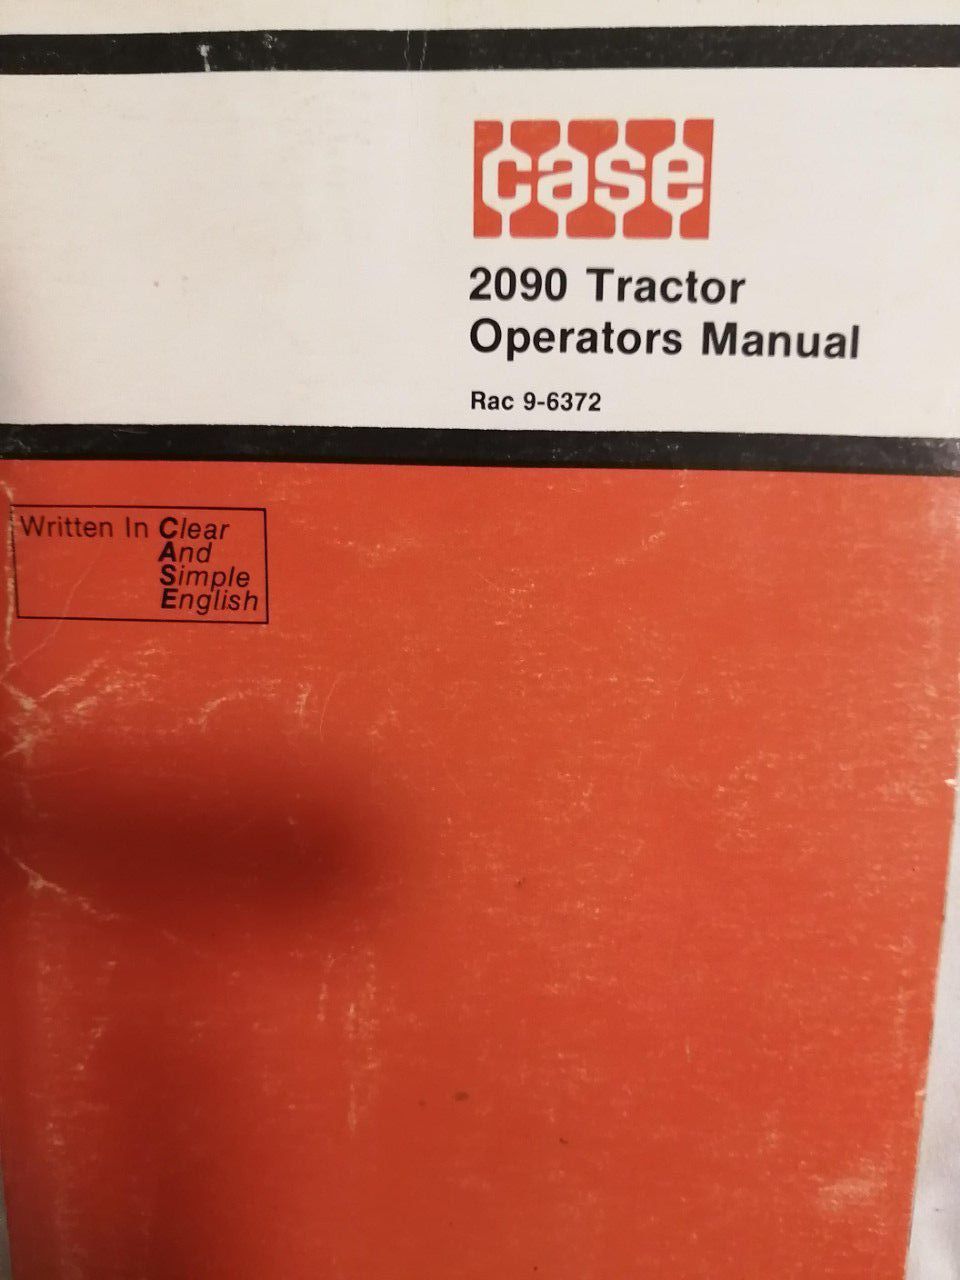 case
2090 Tractor
Operators Manual
Rac 9-6372
Written In Clear
And
Simple
English